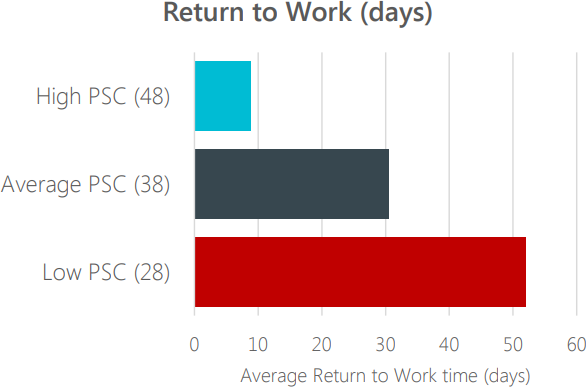 Return to Work (days)
High PSC (48)
Average PSC (38)
Low PSC (28)
0 10 20 30 40 50 60
Average Return to Work time (days)